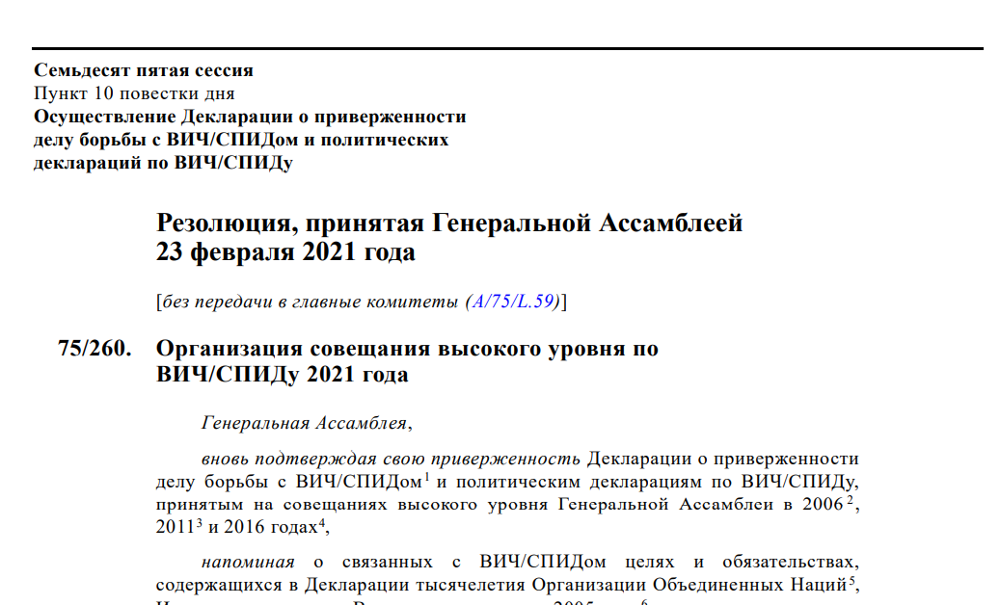 Семьдесят пятая сессия
Пункт 10 повестки дня
Осуществление Декларации о приверженности
делу борьбы с ВИЧ/СПИДом и политических
деклараций по ВИЧ/СПИДу
Резолюция, принятая Генеральной Ассамблеей
23 февраля 2021 года
[без передачи в главные комитеты (A/75/L.59)]
75/260. Организация совещания высокого уровня по
ВИЧ/СПИДу 2021 года
Генеральная Ассамблея,
вновь подтверждая свою приверженность Декларации о приверженности
делу борьбы с ВИЧ/СПИДом¹ и политическим декларациям по ВИЧ/СПИДу,
принятым на совещаниях высокого уровня Генеральной Ассамблеи в 2006²,
2011³ и 2016 годах⁴,
напоминая о связанных с ВИЧ/СПИДом целях и обязательствах,
содержащихся в Декларации тысячелетия Организации Объединенных Наций⁵,